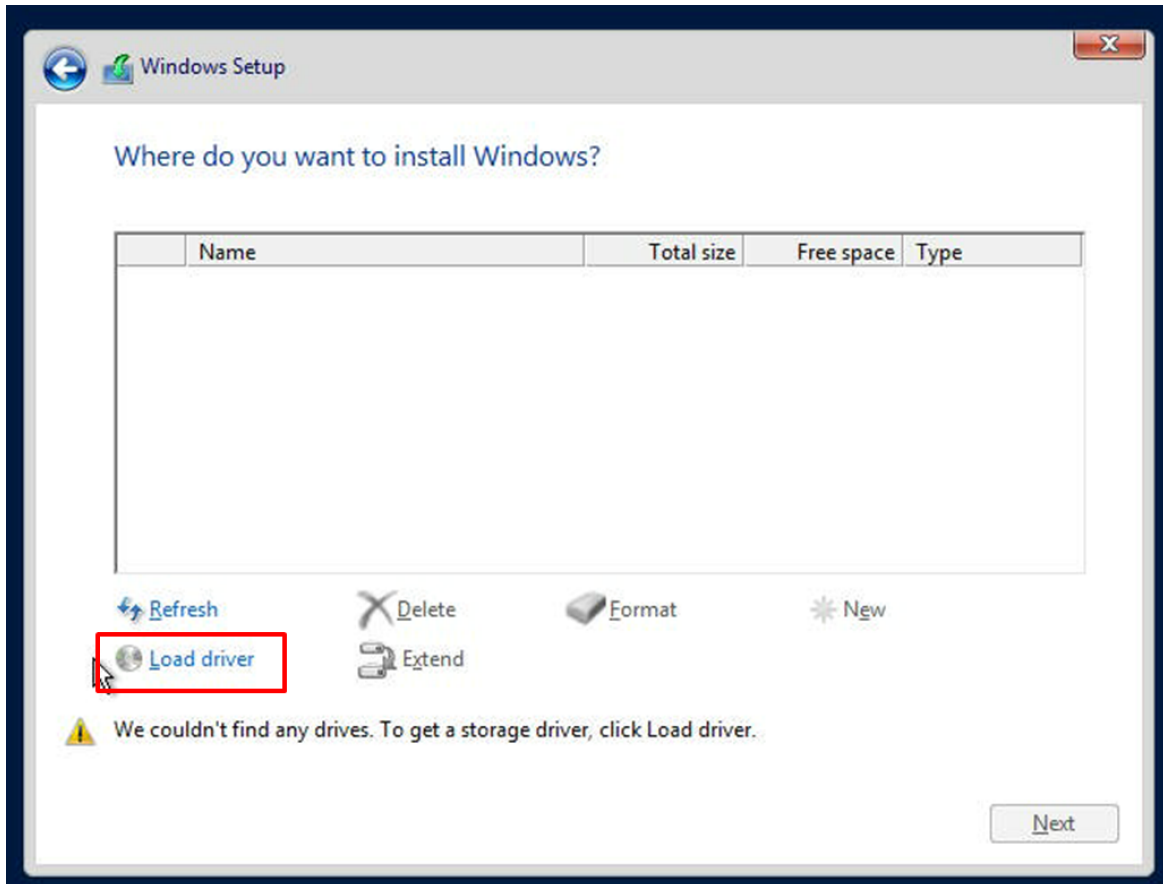 Windows Setup
Where do you want to install Windows?
Name Total size Free space Type
Refresh Delete Format New
Load driver Extend
We couldn't find any drives. To get a storage driver, click Load driver.
Next